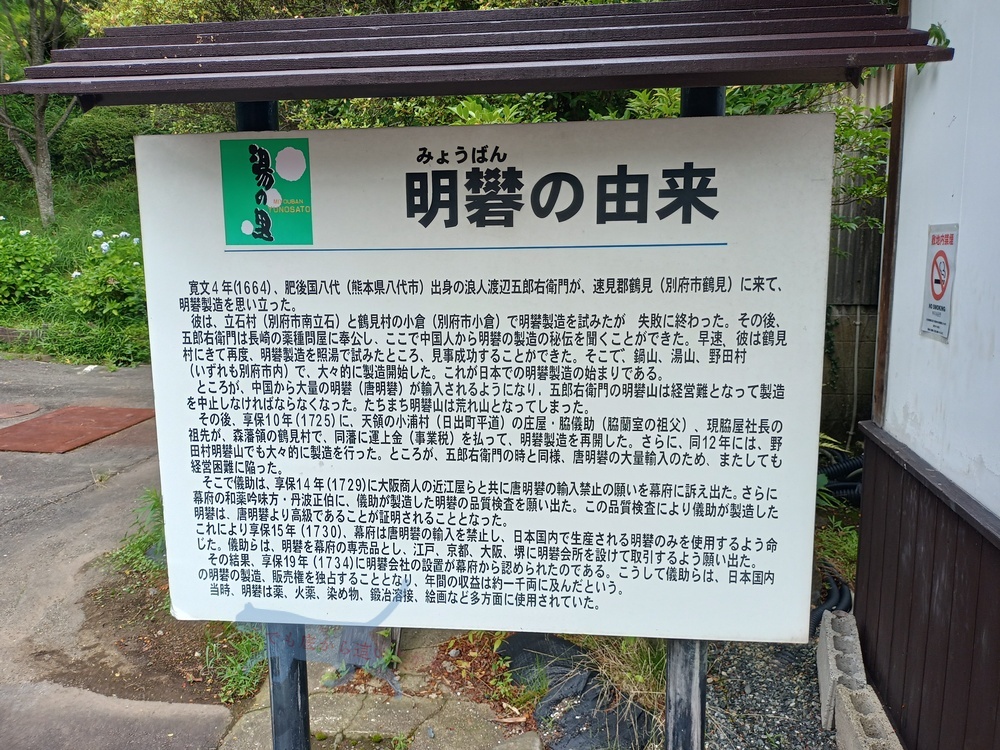 みょうばん
明礬の由来
湯の里
MYOUBAN
YUNOSATO
寛文4年(1664)、肥後国八代（熊本県八代市）出身の浪人渡辺五郎右衛門が、速見郡鶴見（別府市鶴見）に来て、
明礬製造を思い立った。
彼は、立石村（別府市南立石）と鶴見村の小倉（別府市小倉）で明礬製造を試みたが　失敗に終わった。その後、
五郎右衛門は長崎の薬種問屋に奉公し、ここで中国人から明礬の製造の秘伝を聞くことができた。早速、彼は鶴見
村にきて再度、明礬製造を照湯で試みたところ、見事成功することができた。そこで、鍋山、湯山、野田村
（いずれも別府市内）で、大々的に製造開始した。これが日本での明礬製造の始まりである。
ところが、中国から大量の明礬（唐明礬）が輸入されるようになり、五郎右衛門の明礬山は経営難となって製造
を中止しなければならなくなった。たちまち明礬山は荒れ山となってしまった。
その後、享保10年(1725)に、天領の小浦村（日出町平道）の庄屋・脇儀助（脇蘭室の祖父）、現脇屋社長の
祖先が、森藩領の鶴見村で、同藩に運上金（事業税）を払って、明礬製造を再開した。さらに、同12年には、野
田村明礬山でも大々的に製造を行った。ところが、五郎右衛門の時と同様、唐明礬の大量輸入のため、またしても
経営困難に陥った。
そこで儀助は、享保14年(1729)に大阪商人の近江屋らと共に唐明礬の輸入禁止の願いを幕府に訴え出た。さらに
幕府の和薬吟味方・丹波正伯に、儀助が製造した明礬の品質検査を願い出た。この品質検査により儀助が製造した
明礬は、唐明礬より高級であることが証明されることとなった。
これにより享保15年(1730)、幕府は唐明礬の輸入を禁止し、日本国内で生産される明礬のみを使用するよう命
じた。儀助らは、明礬を幕府の専売品とし、江戸、京都、大阪、堺に明礬会所を設けて取引するよう願い出た。
その結果、享保19年(1734)に明礬会社の設置が幕府から認められたのである。こうして儀助らは、日本国内
の明礬の製造、販売権を独占することとなり、年間の収益は約一千両に及んだという。
当時、明礬は薬、火薬、染め物、鍛冶溶接、絵画など多方面に使用されていた。
敷地内禁煙
NO SMOKING